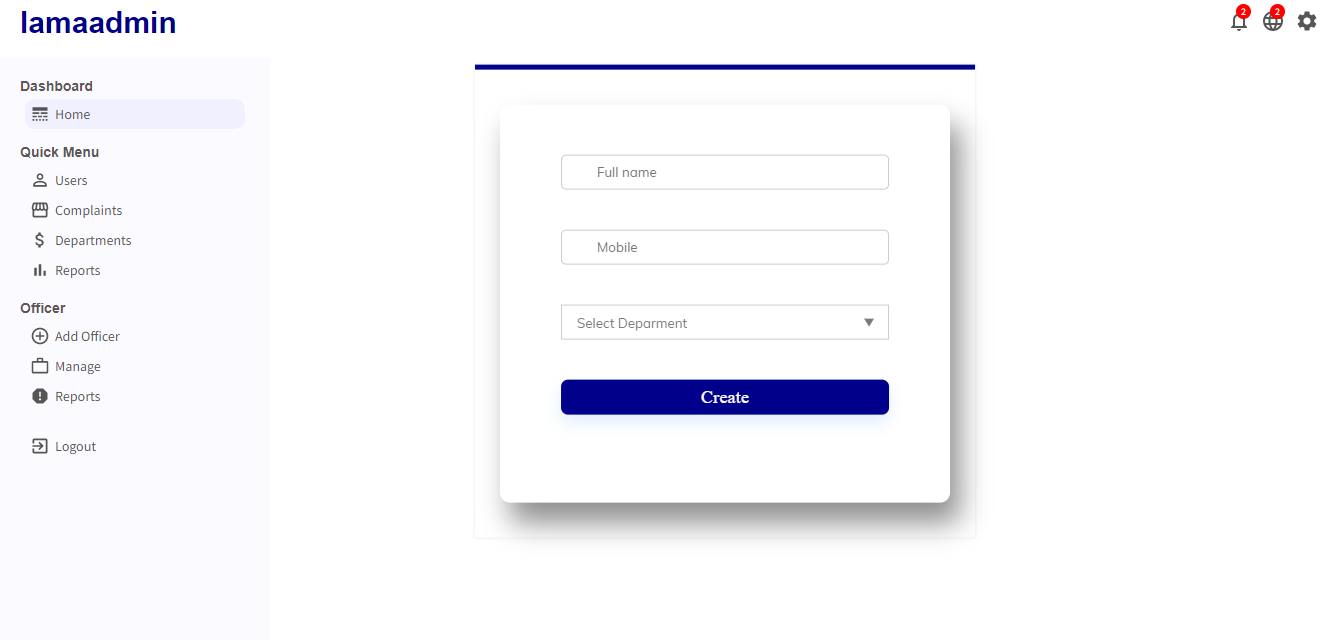 lamaadmin
2
2
Dashboard
Home
Quick Menu
Users
Complaints
Departments
Reports
Officer
Add Officer
Manage
Reports
Logout
Full name
Mobile
Select Deparment
Create